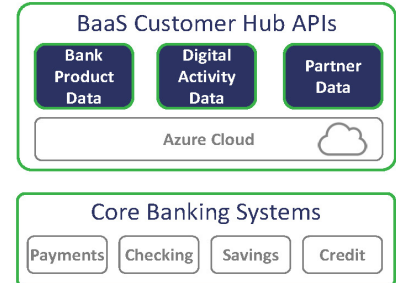 BaaS Customer Hub APIs
Bank
Product
Data
Digital
Activity
Data
Partner
Data
Azure Cloud
Core Banking Systems
Payments
Checking
Savings
Credit